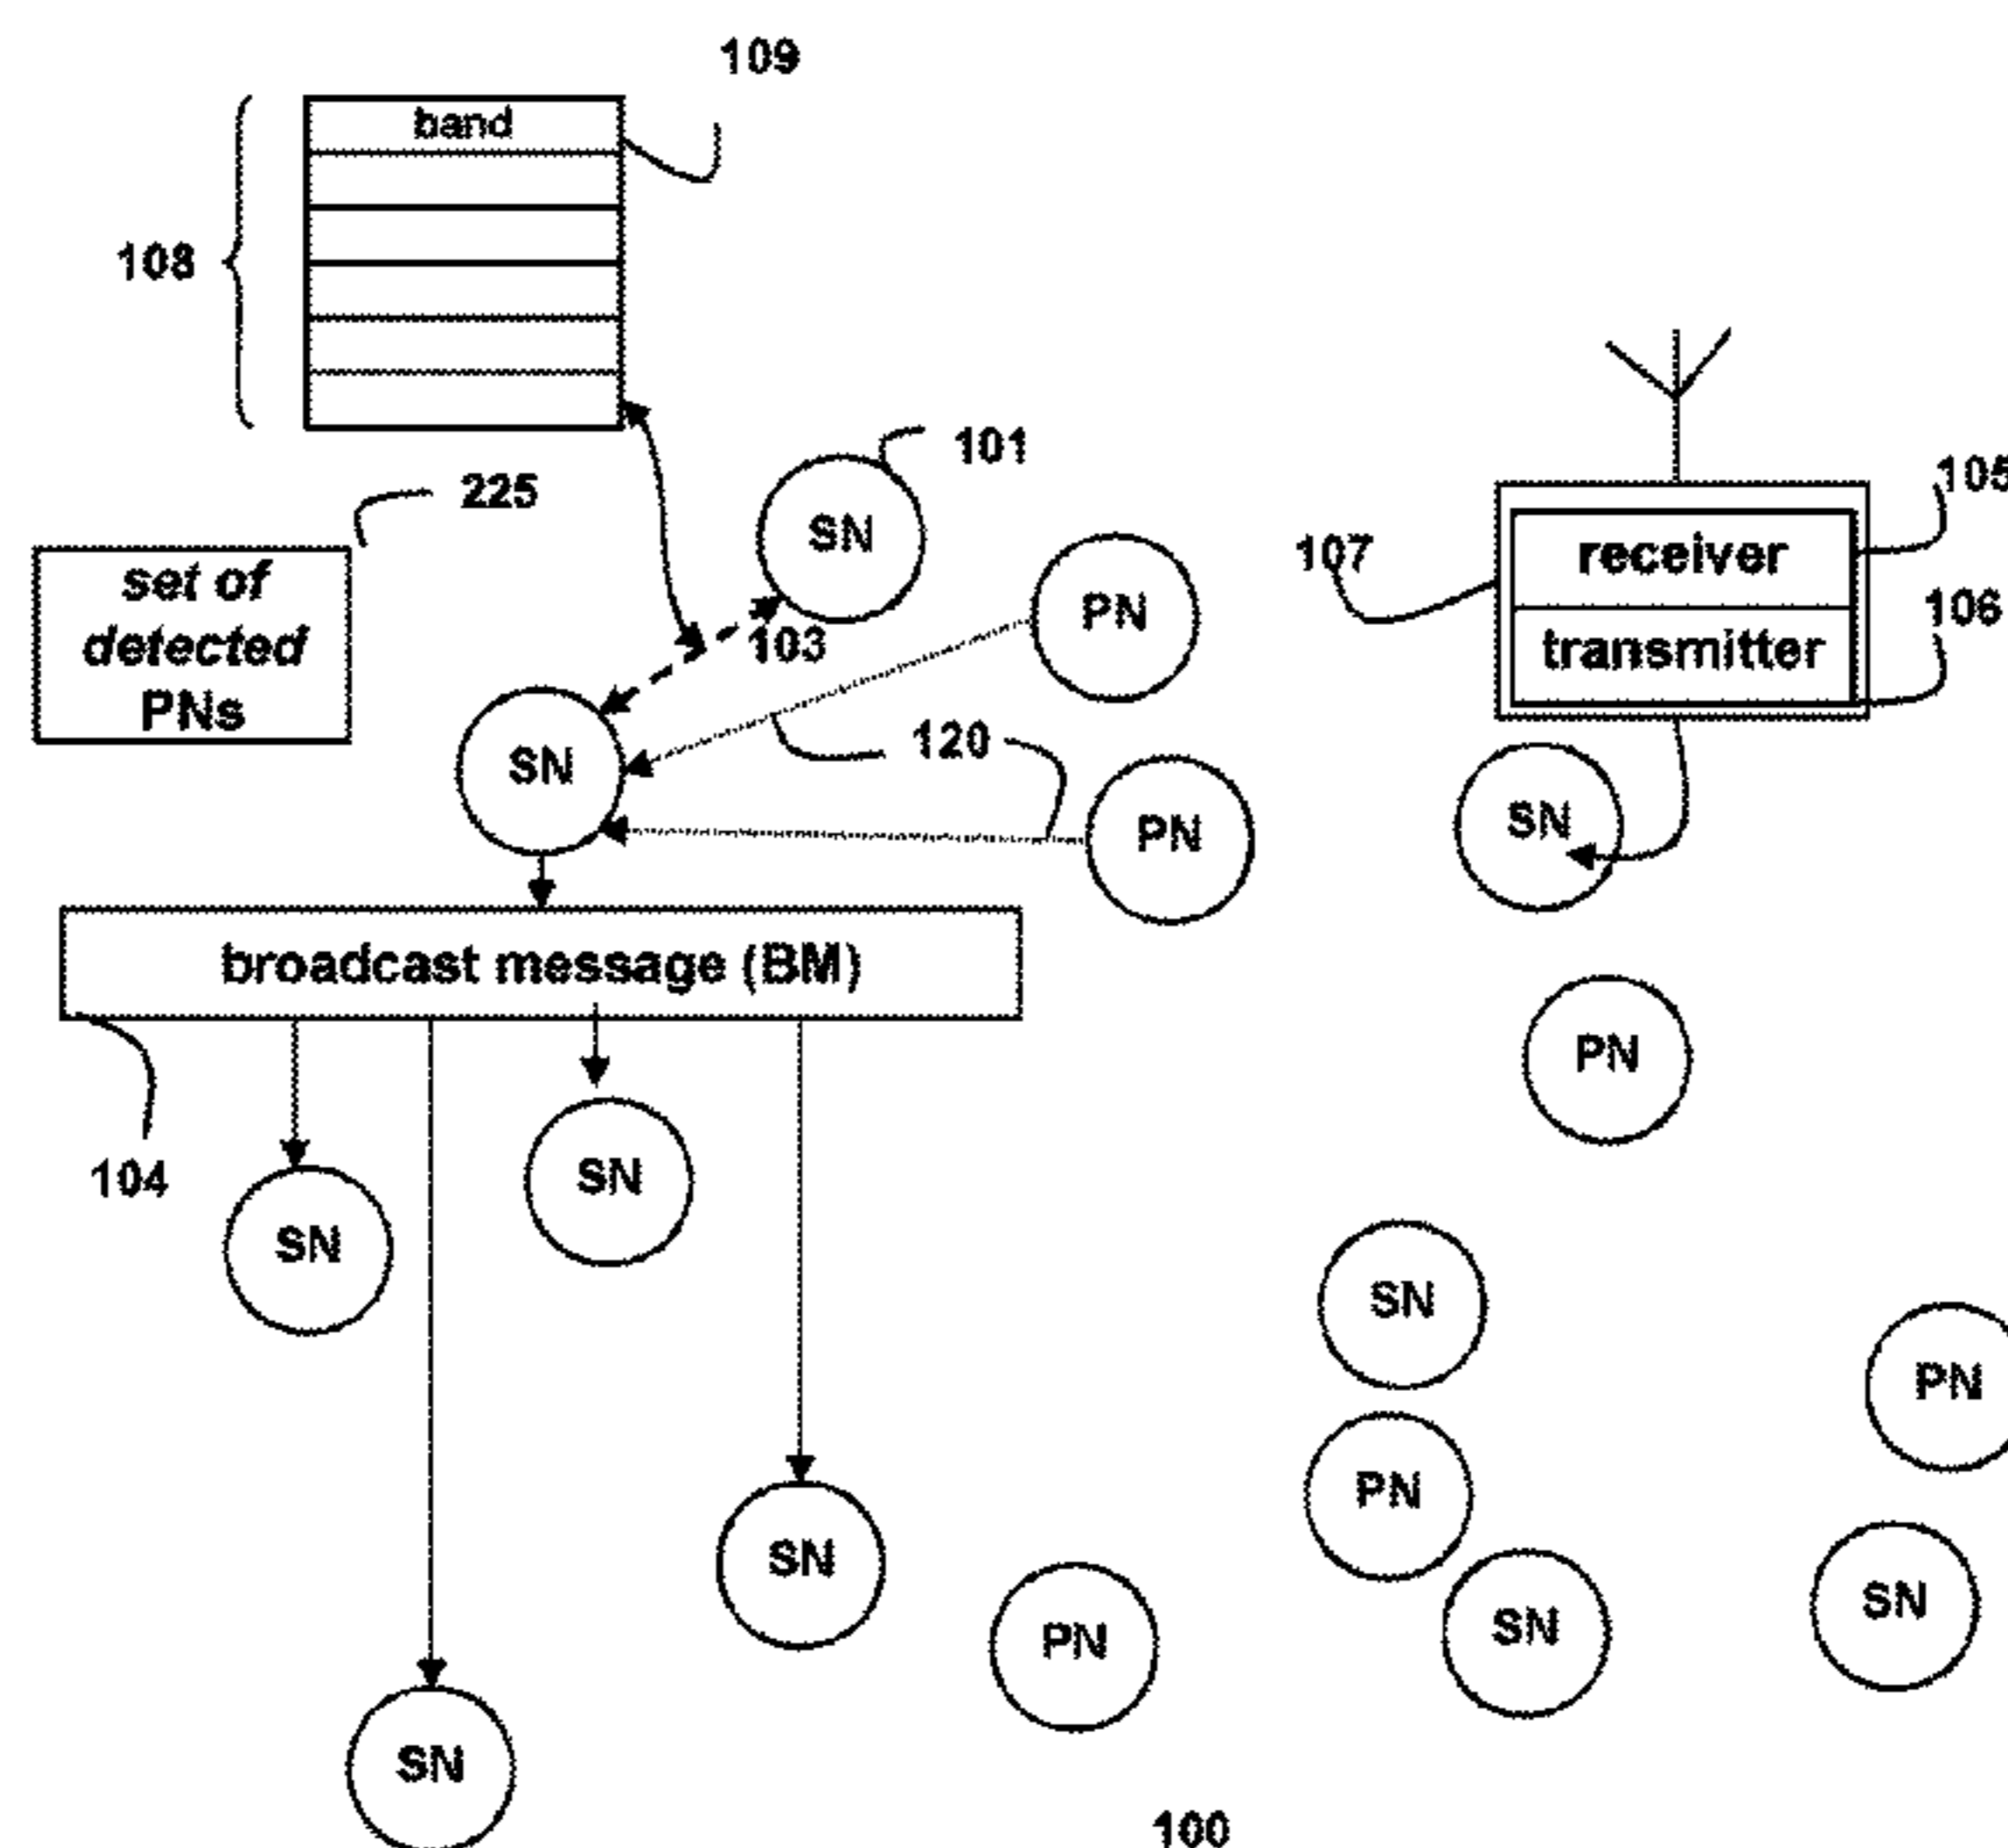 109
band
108
101
225
SN
105
receiver
107
set of
detected
PNs
PN
106
transmitter
103
120
SN
PN
SN
broadcast message (BM)
PN
SN
104
SN
SN
PN
PN
SN
SN
SN
PN
SN
100